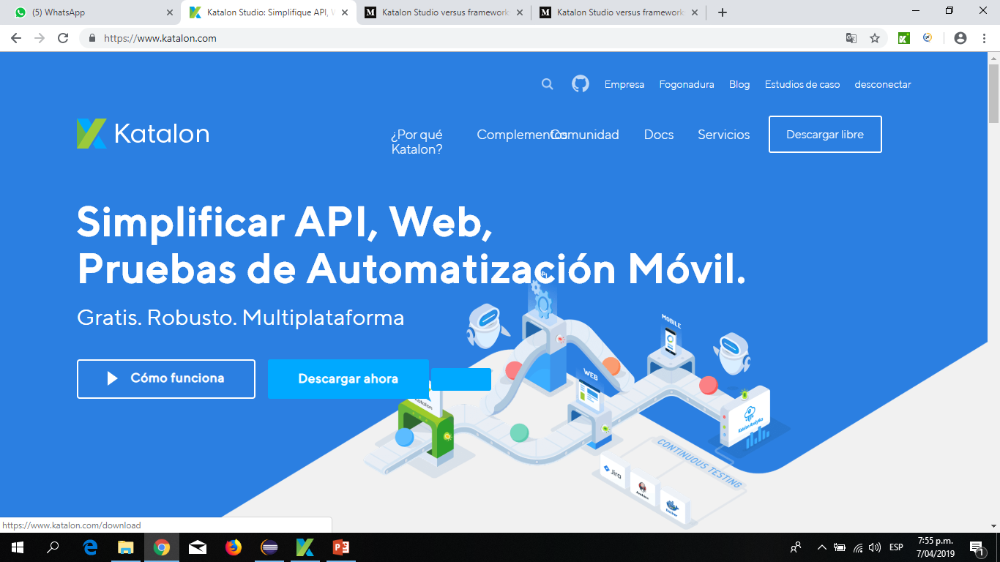 (5) WhatsApp
Katalon Studio: Simplifique API, W
Katalon Studio versus framework
Katalon Studio versus framework
https://www.katalon.com
Empresa Fogonadura Blog Estudios de caso desconectar
Katalon
¿Por qué
Katalon?
Complementos
Comunidad
Docs
Servicios
Descargar libre
Simplificar API, Web,
Pruebas de Automatización Móvil.
Gratis. Robusto. Multiplataforma
Cómo funciona
Descargar ahora
MOBILE
WEB
Katalon
Katalon Analytics
CONTINUOUS TESTING
Jira
Jenkins
docker
https://www.katalon.com/download
ESP
7:55 p.m.
7/04/2019
1